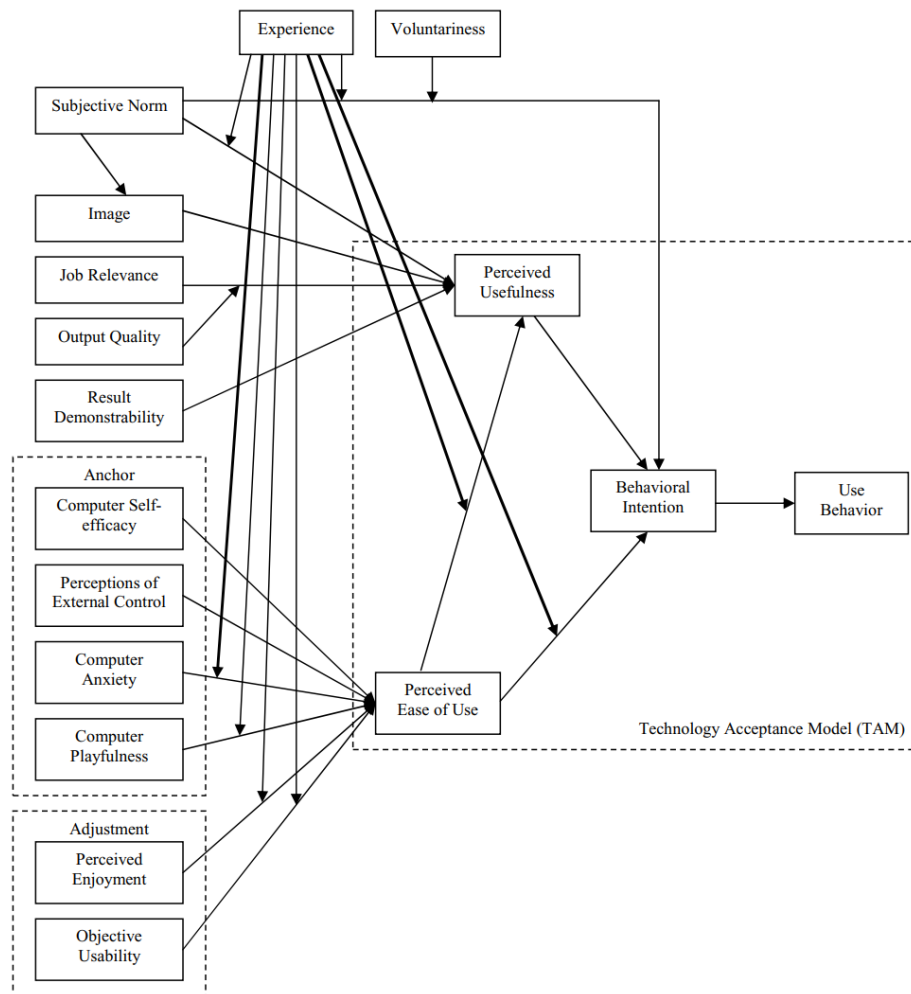 Experience
Voluntariness
Subjective Norm
Image
Job Relevance
Output Quality
Result
Demonstrability
Perceived
Usefulness
Anchor
Computer Self-
efficacy
Perceptions of
External Control
Computer
Anxiety
Computer
Playfulness
Behavioral
Intention
Use
Behavior
Perceived
Ease of Use
Technology Acceptance Model (TAM)
Adjustment
Perceived
Enjoyment
Objective
Usability